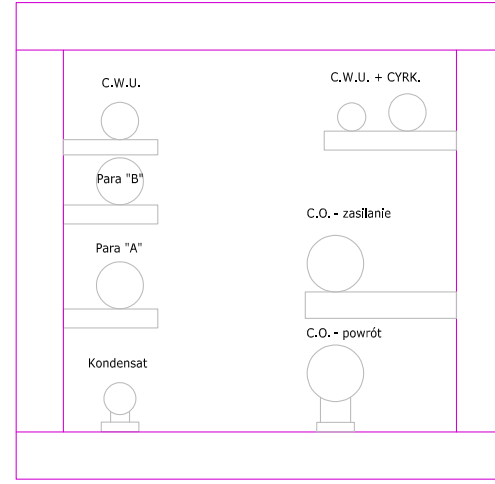 C.W.U.
C.W.U. + CYRK.
Para "B"
C.O. - zasilanie
Para "A"
C.O. - powrót
Kondensat